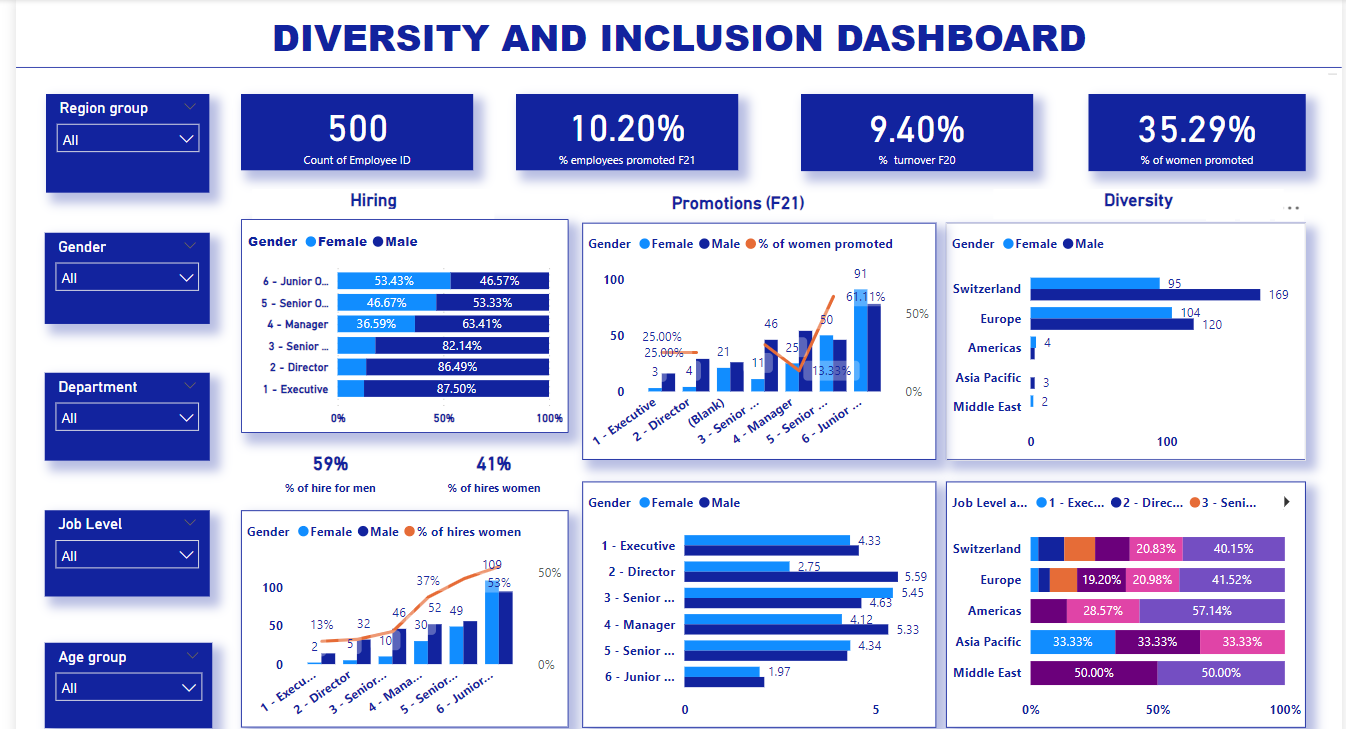 DIVERSITY AND INCLUSION DASHBOARD
Region group
All
Gender
All
Department
All
Job Level
All
Age group
All
500
Count of Employee ID
10.20%
% employees promoted F21
9.40%
% turnover F20
35.29%
% of women promoted
Hiring
Gender Female Male
6 - Junior O... 53.43% 46.57%
5 - Senior O... 46.67% 53.33%
4 - Manager 36.59% 63.41%
3 - Senior ... 82.14%
2 - Director 86.49%
1 - Executive 87.50%
0% 50% 100%
59%
% of hire for men
41%
% of hires women
Gender Female Male % of hires women
100
50
0
50%
0%
13%
37%
53%
2
5
32
10
46
30
52
49
109
1 - Execu...
2 - Director
3 - Senior...
4 - Mana...
5 - Senior...
6 - Junior...
Promotions (F21)
Gender Female Male % of women promoted
100
50
0
50%
0%
25.00%
25.00%
13.33%
61.11%
3
4
21
11
46
25
50
91
1 - Executive
2 - Director
(Blank)
3 - Senior ...
4 - Manager
5 - Senior ...
6 - Junior ...
Gender Female Male
1 - Executive 4.33
2 - Director 2.75 5.59
3 - Senior ... 5.45 4.63
4 - Manager 4.12 5.33
5 - Senior ... 4.34
6 - Junior ... 1.97
0 5
Diversity
Gender Female Male
Switzerland 95 169
Europe 104 120
Americas 4
Asia Pacific 3
Middle East 2
0 100
Job Level a... 1 - Exec... 2 - Direc... 3 - Seni...
Switzerland 20.83% 40.15%
Europe 19.20% 20.98% 41.52%
Americas 28.57% 57.14%
Asia Pacific 33.33% 33.33% 33.33%
Middle East 50.00% 50.00%
0% 50% 100%